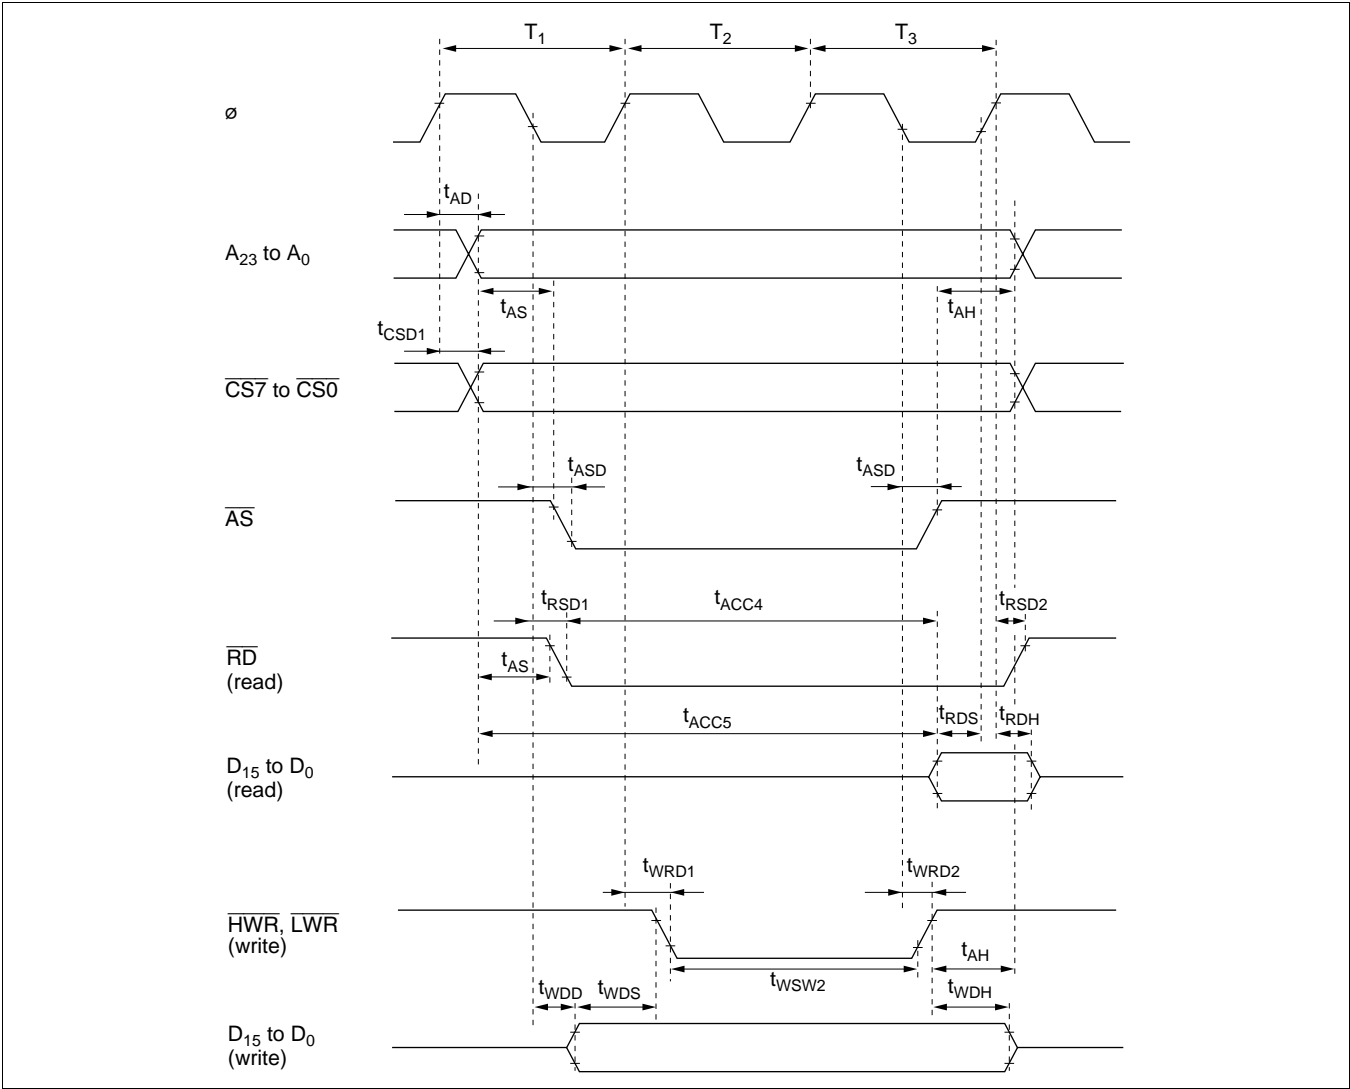 T1 T2 T3
ø
tAD
A23 to A0
tAS tAH
tCSD1
CS7 to CS0
tASD tASD
AS
tRSD1 tACC4 tRSD2
RD
(read)
tAS
tACC5 tRDS tRDH
D15 to D0
(read)
tWRD1 tWRD2
HWR, LWR
(write)
tAH
tWSW2
tWDD tWDS tWDH
D15 to D0
(write)